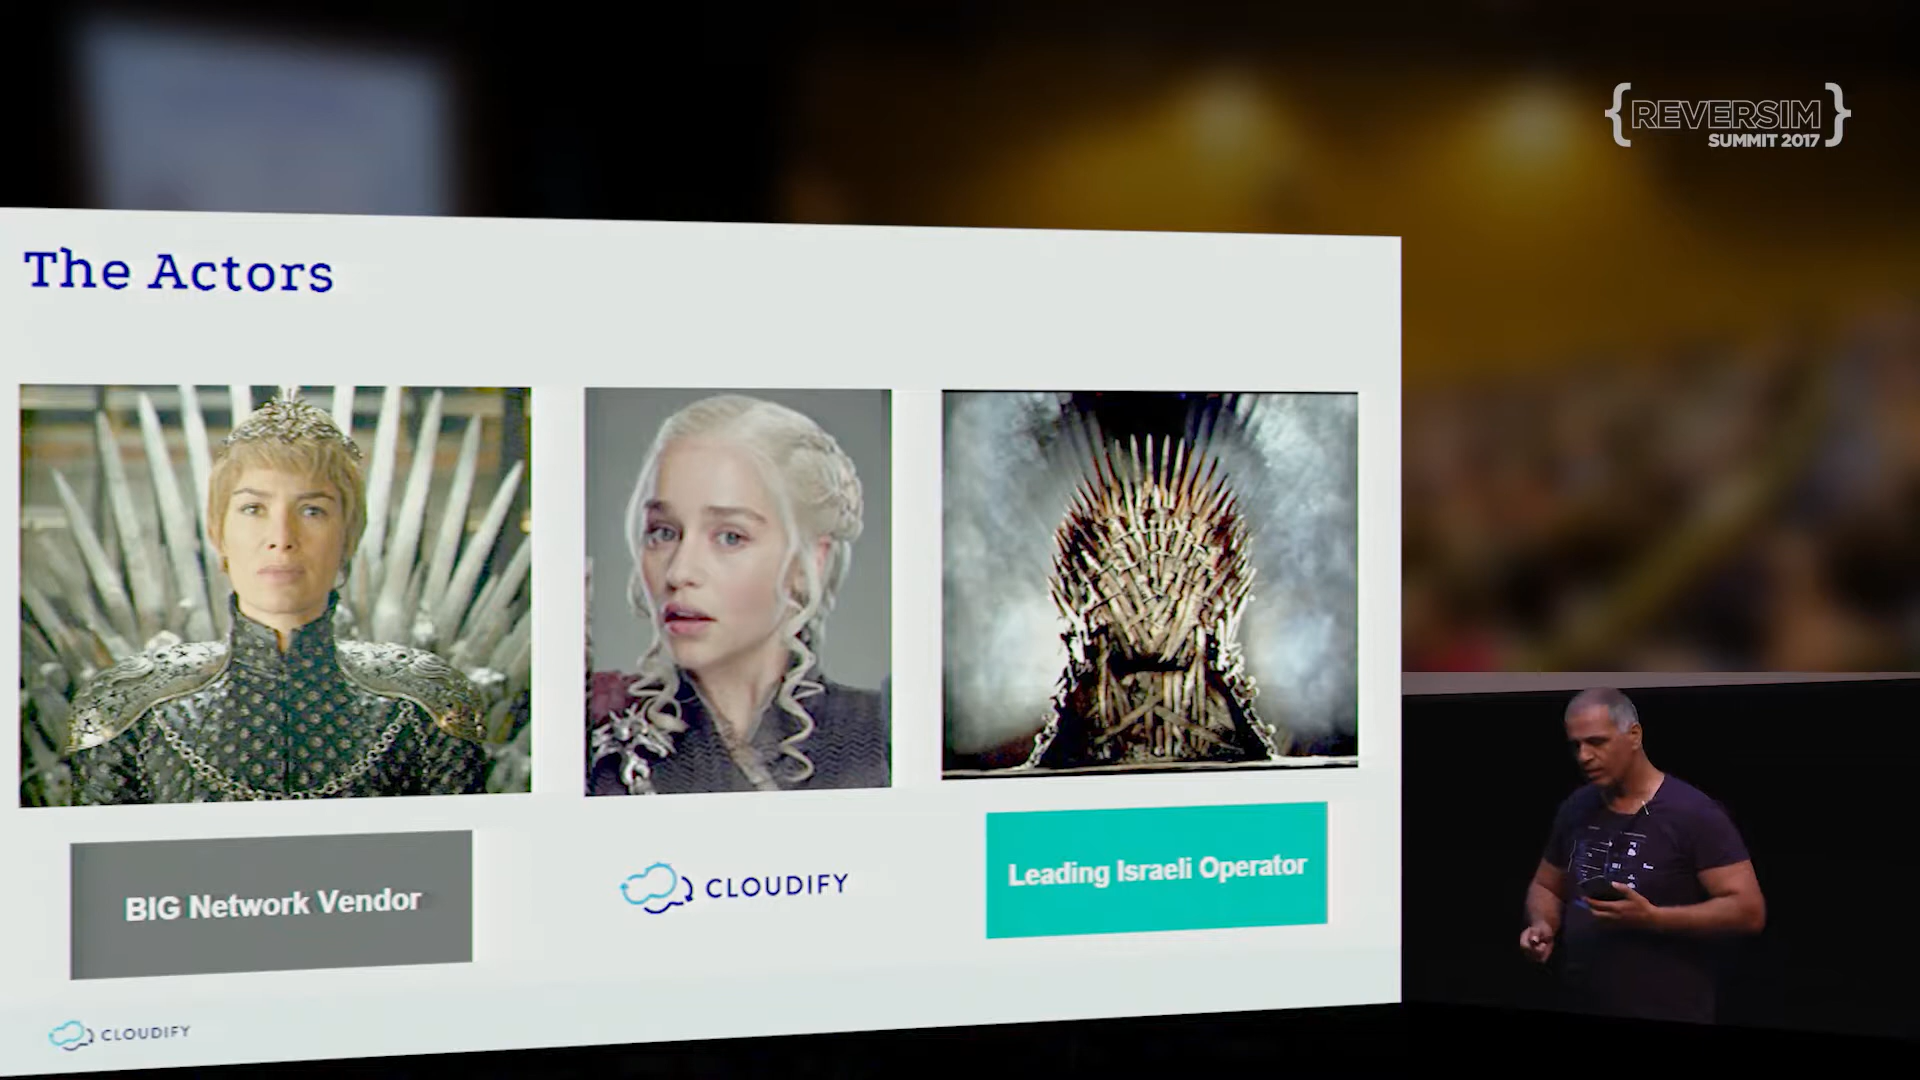 {REVERSIM}
SUMMIT 2017
The Actors
BIG Network Vendor
CLOUDIFY
Leading Israeli Operator
CLOUDIFY